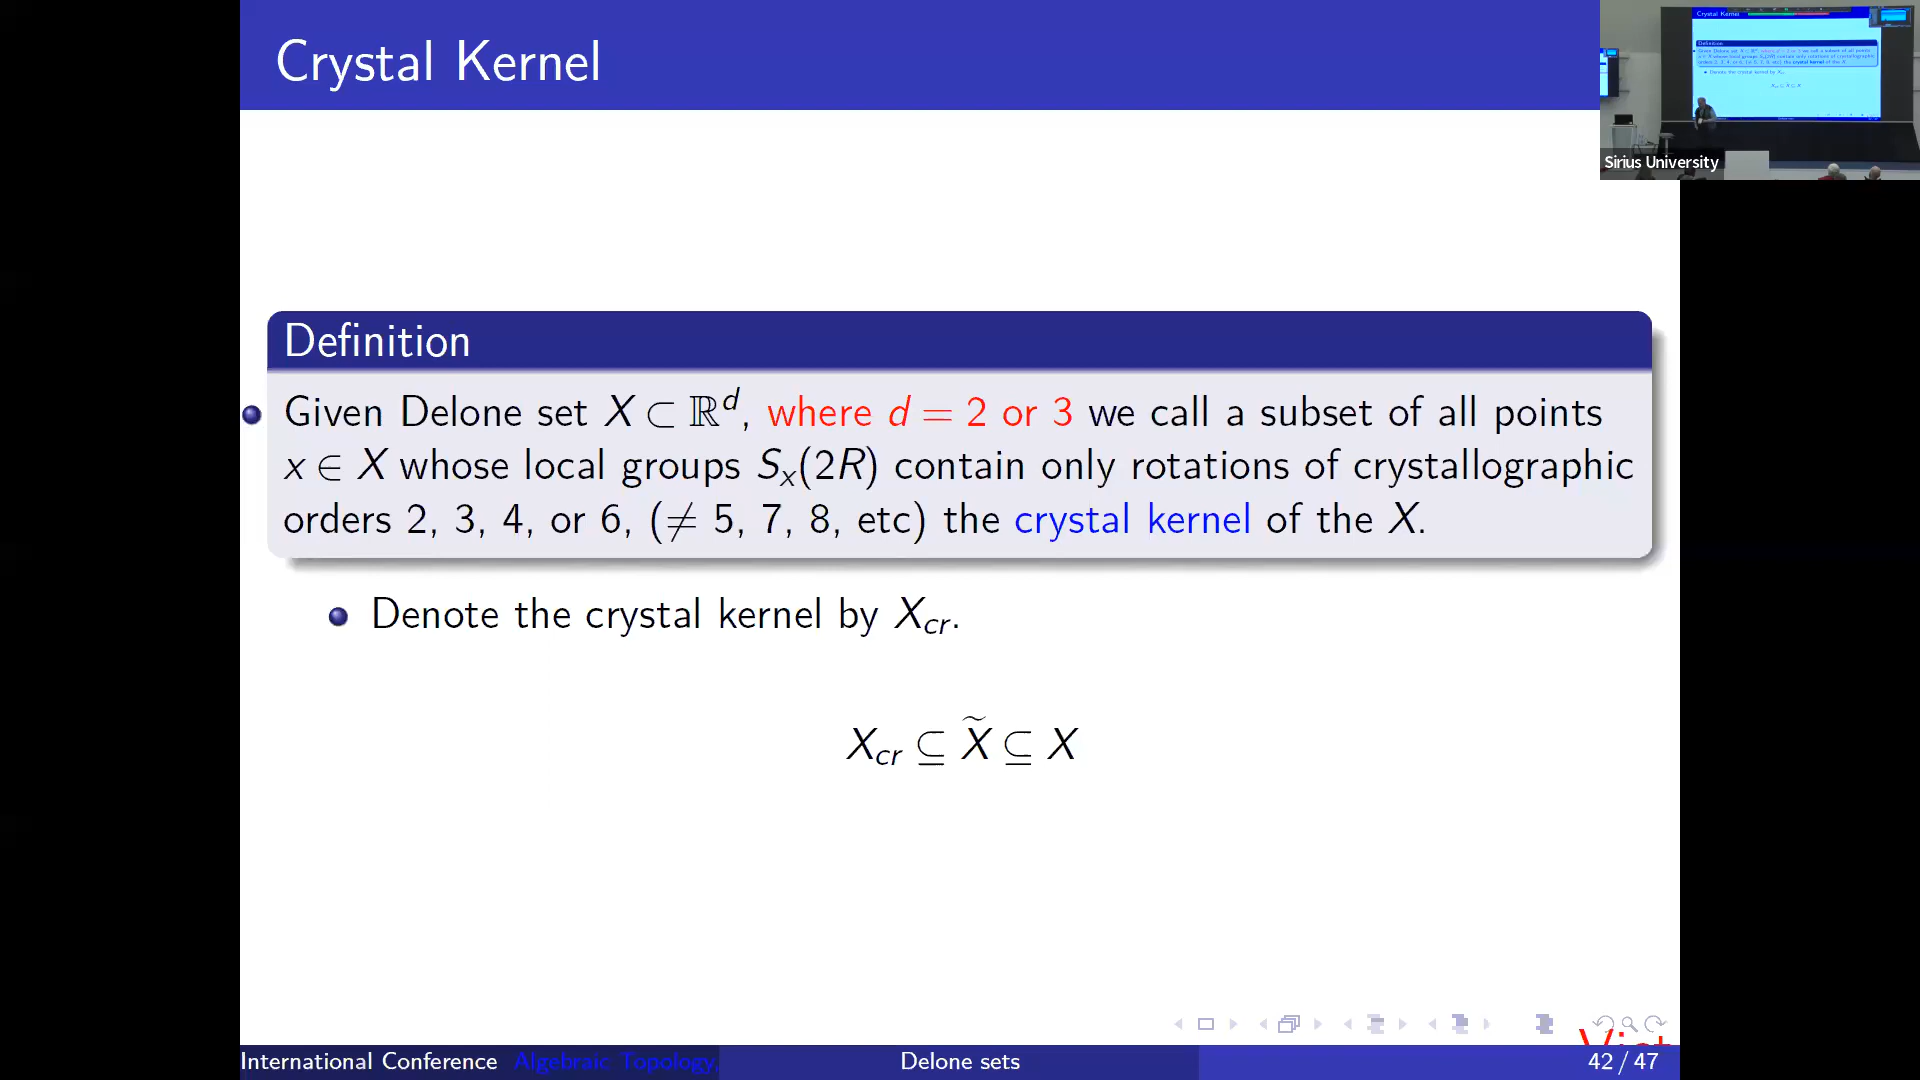 Crystal Kernel
Sirius University
Definition
Given Delone set X ⊂ ℝᵈ, where d = 2 or 3 we call a subset of all points
x ∈ X whose local groups Sₓ(2R) contain only rotations of crystallographic
orders 2, 3, 4, or 6, (≠ 5, 7, 8, etc) the crystal kernel of the X.
Denote the crystal kernel by X_cr.
X_cr ⊆ X̃ ⊆ X
International Conference Algebraic Topology,
Delone sets
42 / 47